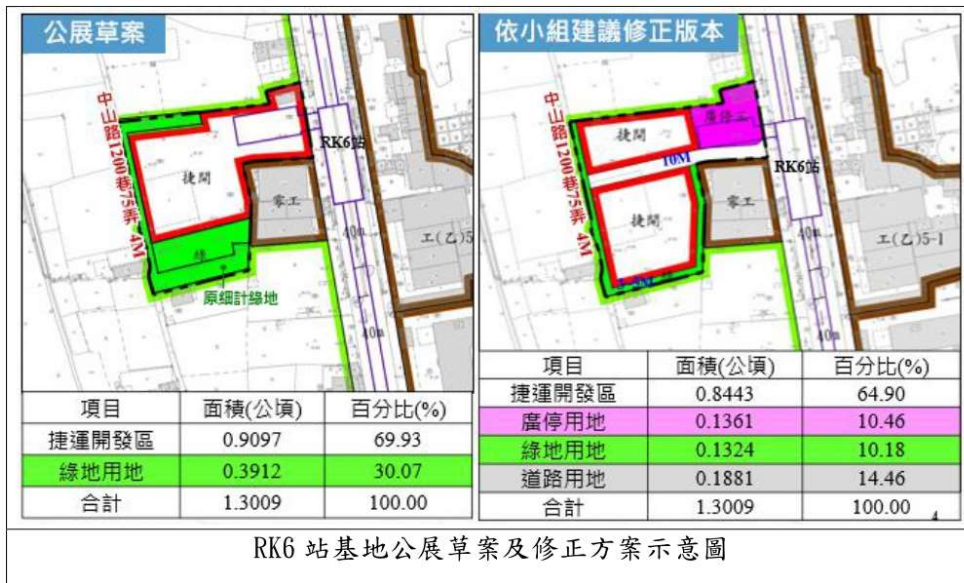 公展草案
中山路1200巷75弄 4M
捷開
RK6站
零工
綠
40m
工(乙)5
原細計綠地
40m
項目 面積(公頃) 百分比(%)
捷運開發區 0.9097 69.93
綠地用地 0.3912 30.07
合計 1.3009 100.00
依小組建議修正版本
中山路1200巷75弄 4M
捷開
廣停工
10M
RK6站
捷開
零工
40m
工(乙)5-1
40m
項目 面積(公頃) 百分比(%)
捷運開發區 0.8443 64.90
廣停用地 0.1361 10.46
綠地用地 0.1324 10.18
道路用地 0.1881 14.46
合計 1.3009 100.00
4
RK6 站基地公展草案及修正方案示意圖